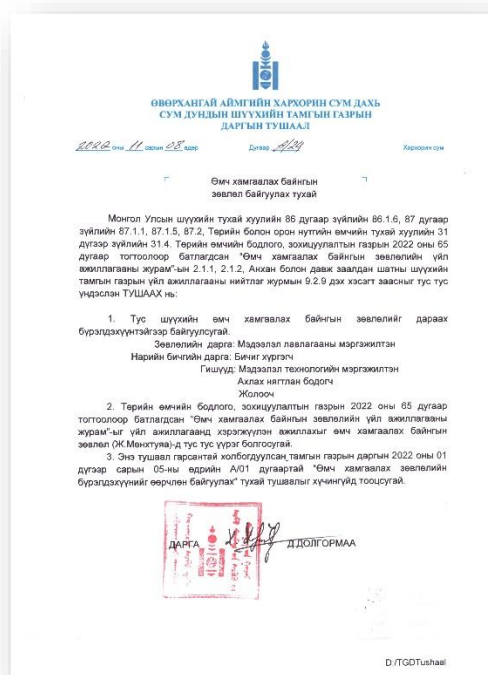 ӨВӨРХАНГАЙ АЙМГИЙН ХАРХОРИН СУМ ДАХЬ
СУМ ДУНДЫН ШҮҮХИЙН ТАМГЫН ГАЗРЫН
ДАРГЫН ТУШААЛ
2022 оны 11 сарын 08 өдөр Дугаар А/29 Хархорин сум
Өмч хамгаалах байнгын
зөвлөл байгуулах тухай
Монгол Улсын шүүхийн тухай хуулийн 86 дугаар зүйлийн 86.1.6, 87 дугаар
зүйлийн 87.1.1, 87.1.5, 87.2, Төрийн болон орон нутгийн өмчийн тухай хуулийн 31
дүгээр зүйлийн 31.4. Төрийн өмчийн бодлого, зохицуулалтын газрын 2022 оны 65
дугаар тогтоолоор батлагдсан "Өмч хамгаалах байнгын зөвлөлийн үйл
ажиллагааны журам"-ын 2.1.1, 2.1.2, Анхан болон давж заалдан шатны шүүхийн
тамгын газрын үйл ажиллагааны нийтлэг журмын 9.2.9 дэх хэсэгт заасныг тус тус
үндэслэн ТУШААХ нь:
1. Тус шүүхийн өмч хамгаалах байнгын зөвлөлийг дараах
бүрэлдэхүүнтэйгээр байгуулсугай.
Зөвлөлийн дарга: Мэдээлэл лавлагааны мэргэжилтэн
Нарийн бичгийн дарга: Бичиг хүргэгч
Гишүүд: Мэдээлэл технологийн мэргэжилтэн
Ахлах нягтлан бодогч
Жолооч
2. Төрийн өмчийн бодлого, зохицуулалтын газрын 2022 оны 65 дугаар
тогтоолоор батлагдсан "Өмч хамгаалах байнгын зөвлөлийн үйл ажиллагааны
журам"-ыг үйл ажиллагаанд хэрэгжүүлэн ажиллахыг өмч хамгаалах байнгын
зөвлөл (Ж.Мөнхтуяа)-д тус тус үүрэг болгосугай.
3. Энэ тушаал гарсантай холбогдуулсан тамгын газрын даргын 2022 оны 01
дүгээр сарын 05-ны өдрийн А/01 дугаартай "Өмч хамгаалах зөвлөлийн
бүрэлдэхүүнийг өөрчлөн байгуулах" тухай тушаалыг хүчингүйд тооцсугай.
ДАРГА Д.ДОЛГОРМАА
D:/TGDTushaal